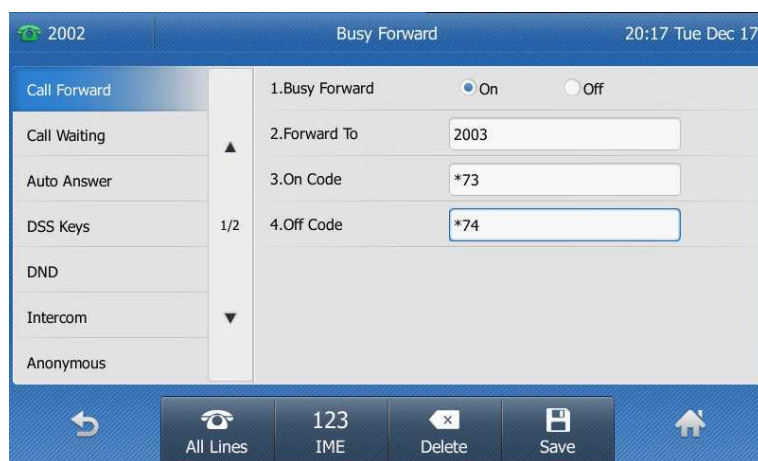 2002 Busy Forward 20:17 Tue Dec 17
Call Forward
Call Waiting
Auto Answer
DSS Keys
DND
Intercom
Anonymous
1/2
1.Busy Forward On Off
2.Forward To 2003
3.On Code *73
4.Off Code *74
All Lines
123
IME
Delete
Save